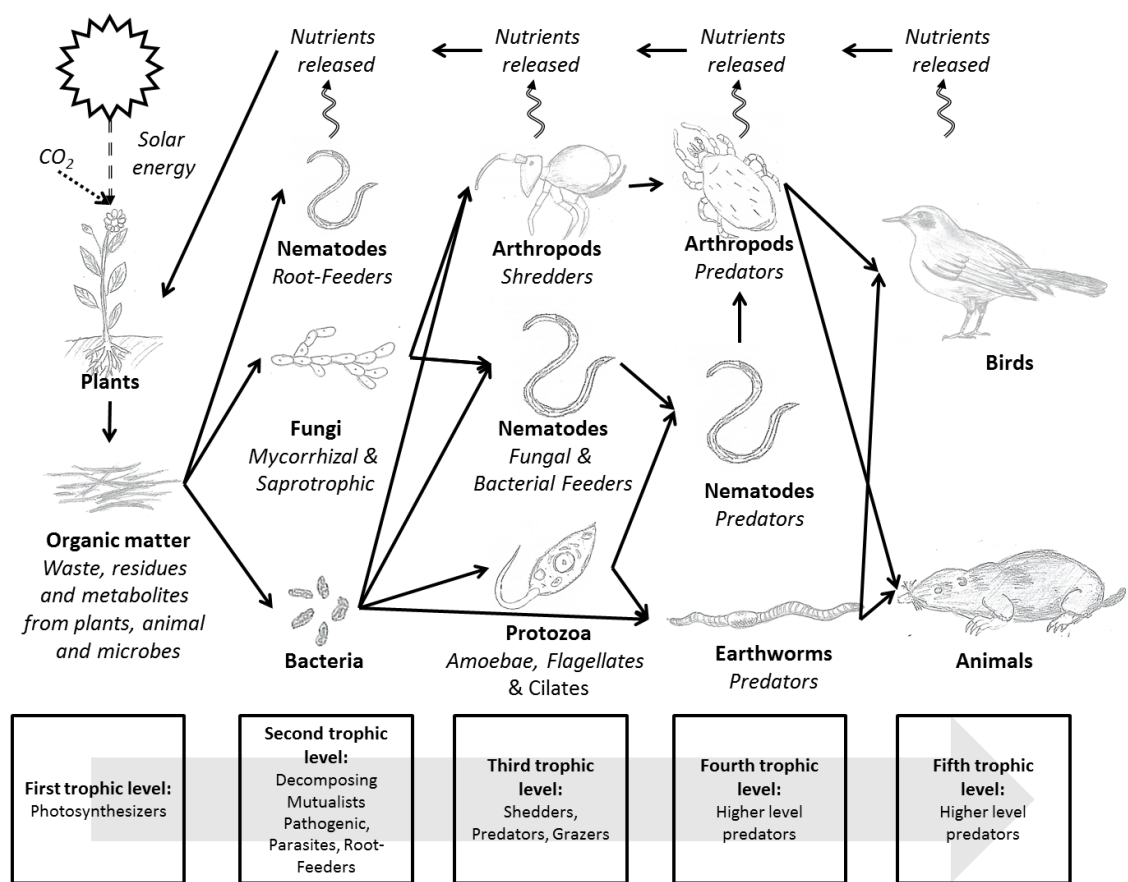 Nutrients
released
Nutrients
released
Nutrients
released
Nutrients
released
Solar
energy
CO2
Plants
Organic matter
Waste, residues
and metabolites
from plants, animal
and microbes
Nematodes
Root-Feeders
Fungi
Mycorrhizal &
Saprotrophic
Bacteria
Arthropods
Shredders
Nematodes
Fungal &
Bacterial Feeders
Protozoa
Amoebae, Flagellates
& Cilates
Arthropods
Predators
Nematodes
Predators
Earthworms
Predators
Birds
Animals
First trophic level:
Photosynthesizers
Second trophic
level:
Decomposing
Mutualists
Pathogenic,
Parasites, Root-
Feeders
Third trophic
level:
Shedders,
Predators, Grazers
Fourth trophic
level:
Higher level
predators
Fifth trophic
level:
Higher level
predators